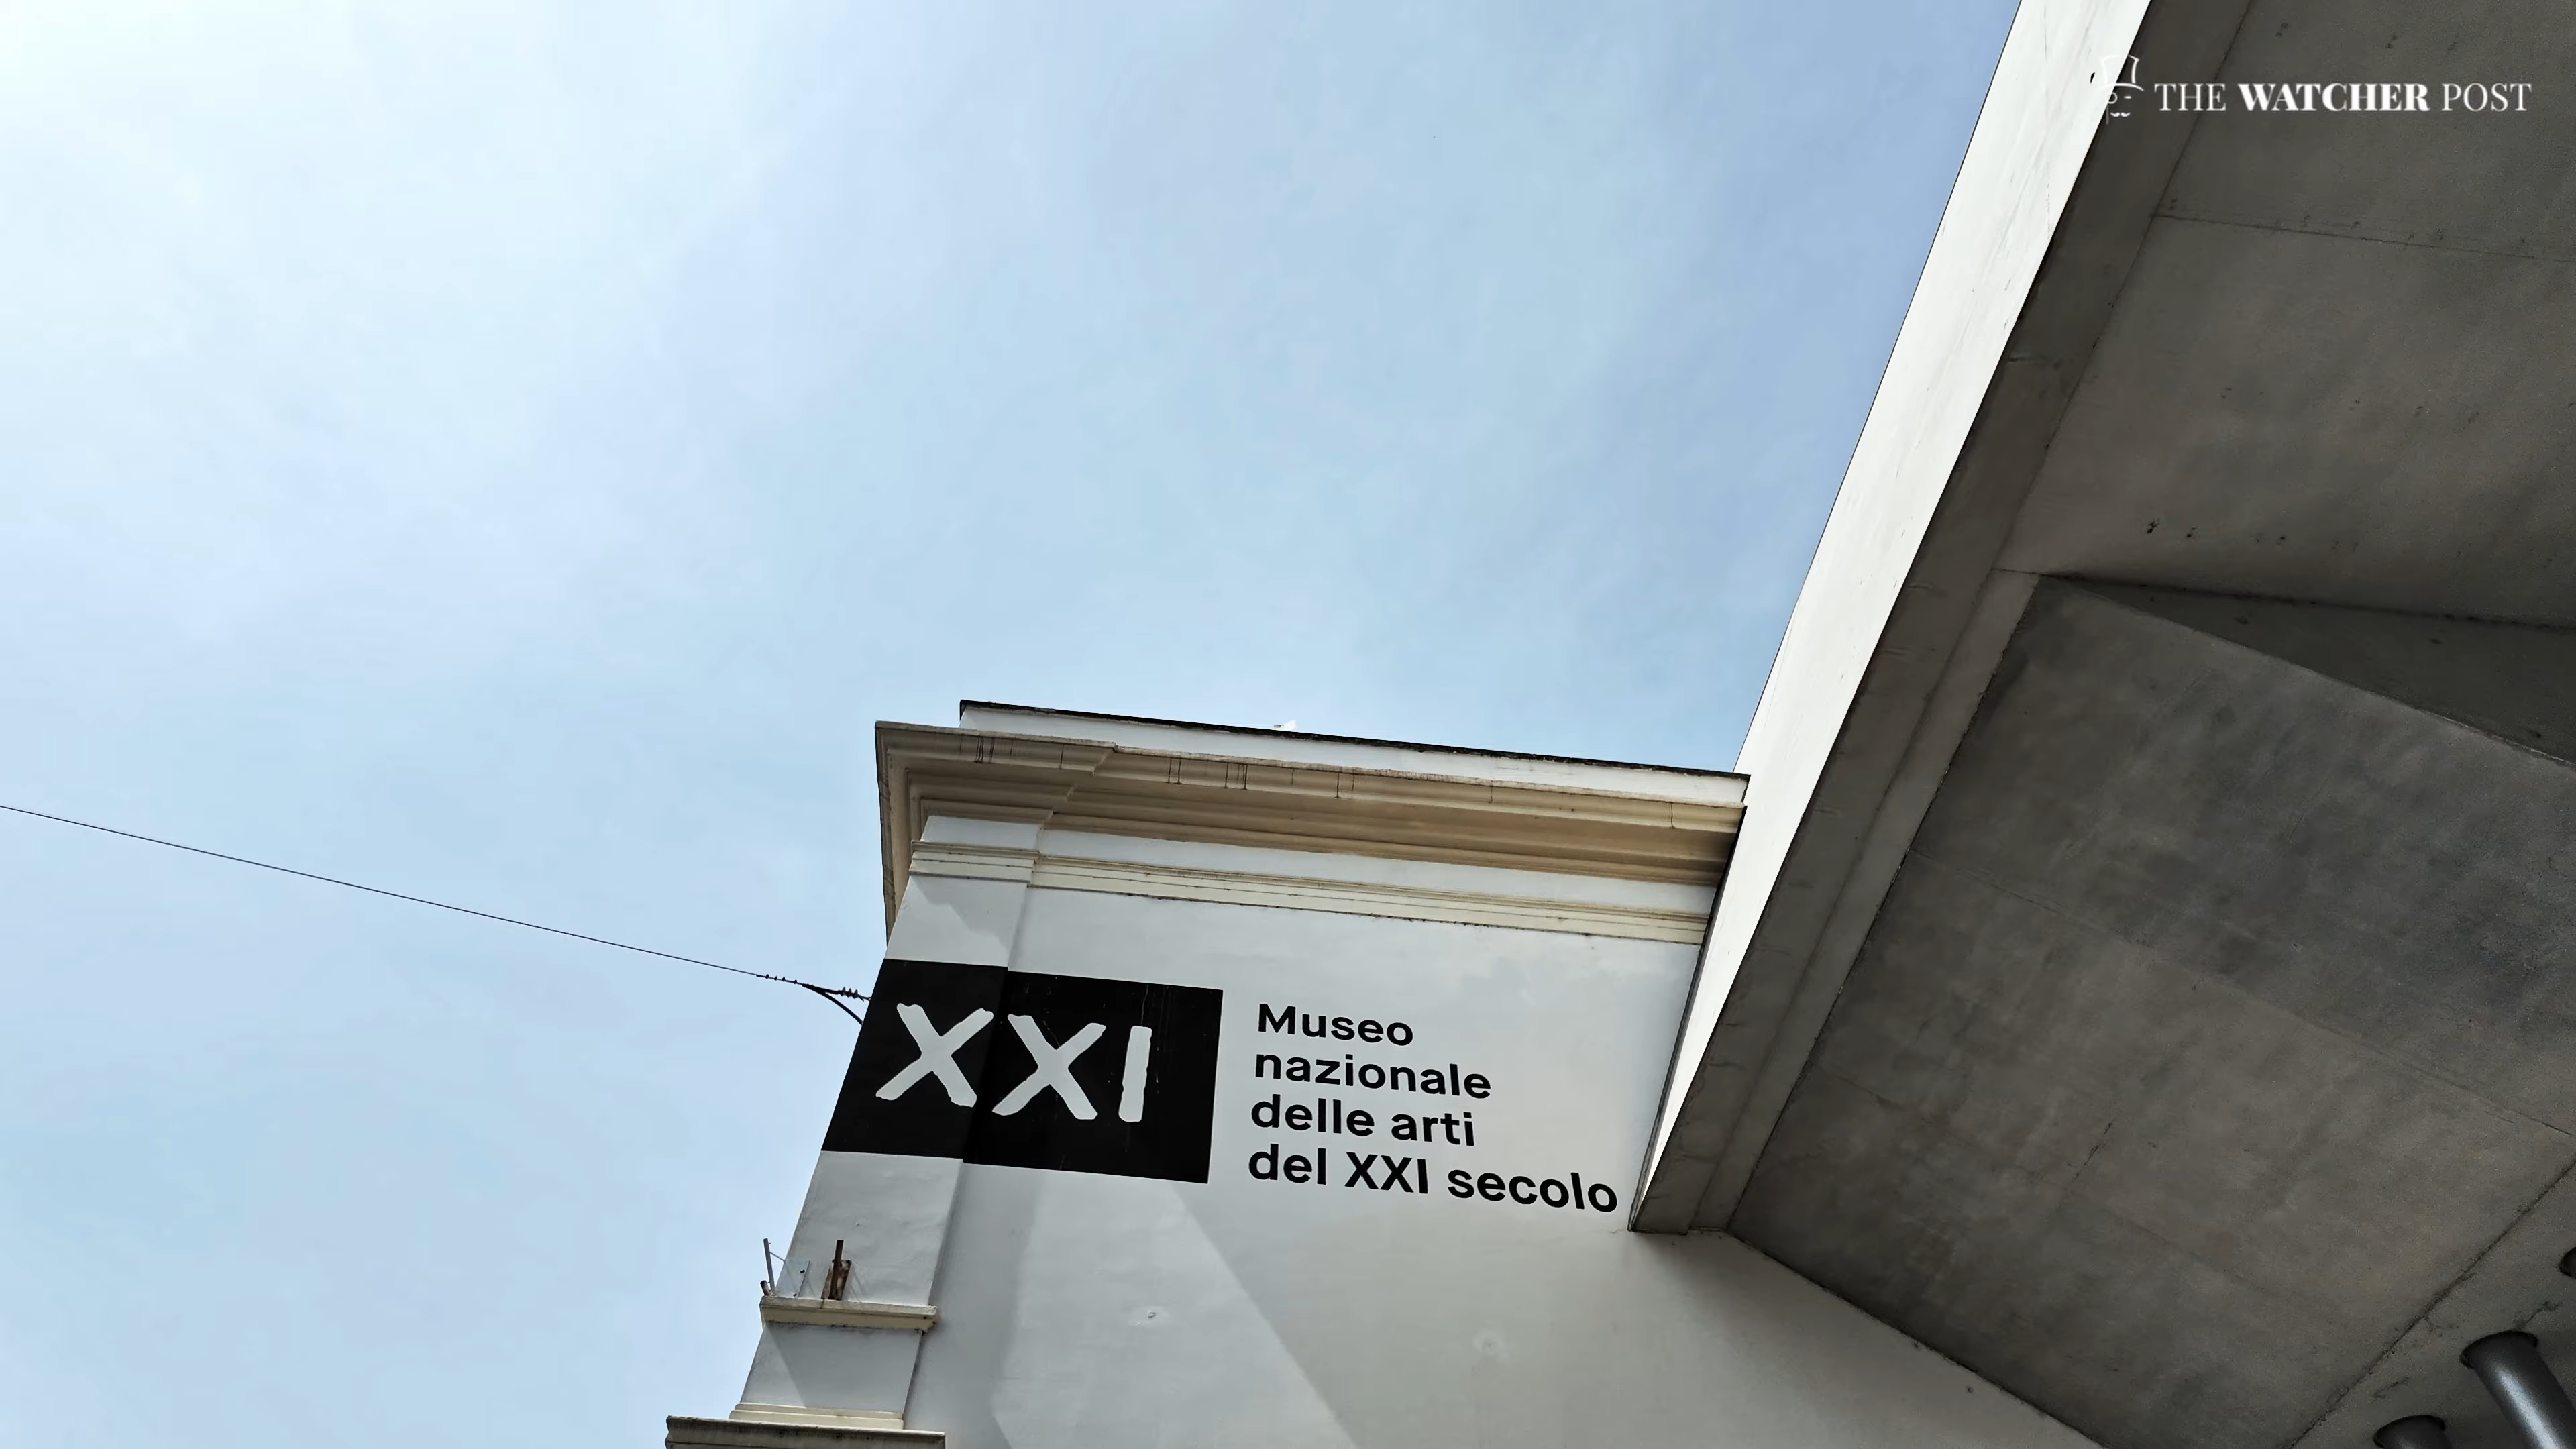 THE WATCHER POST
XXI
Museo
nazionale
delle arti
del XXI secolo